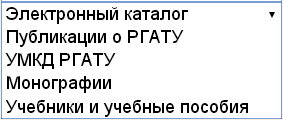 Электронный каталог
Публикации о РГАТУ
УМКД РГАТУ
Монографии
Учебники и учебные пособия